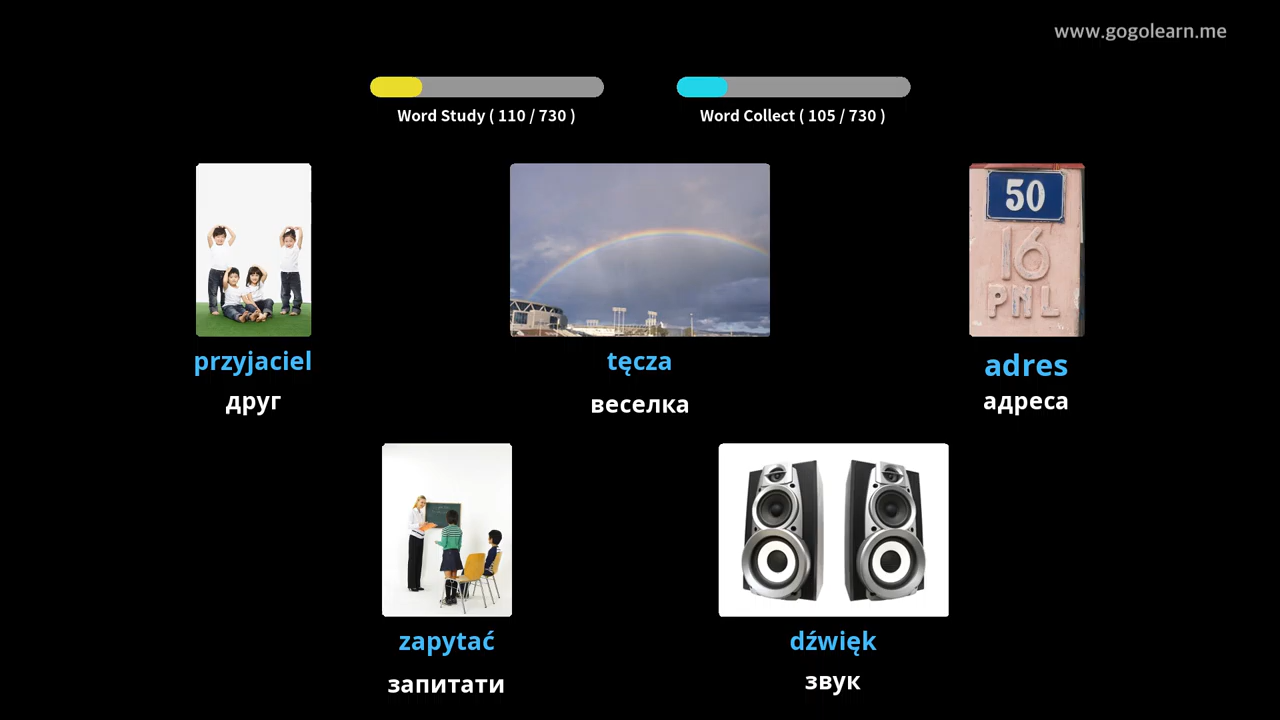 www.gogolearn.me
Word Study ( 110 / 730 )
Word Collect ( 105 / 730 )
50
16
PNL
przyjaciel
tęcza
adres
друг
веселка
адреса
zapytać
dźwięk
запитати
звук